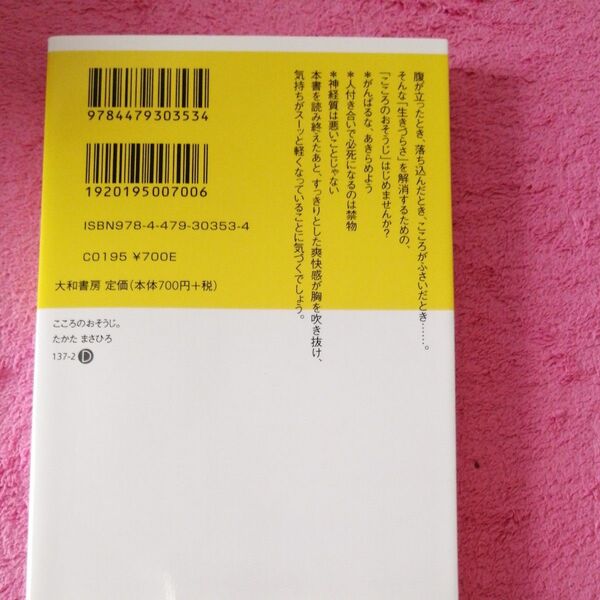 腹が立ったとき、落ち込んだとき、こころがふさいだとき……。
そんな「生きづらさ」を解消するための、
「こころのおそうじ」はじめませんか?
*がんばるな、あきらめよう
*人付き合いで必死になるのは禁物
*神経質は悪いことじゃない
本書を読み終えたあと、すっきりとした爽快感が胸を吹き抜け、
気持ちがスーッと軽くなっていることに気づくでしょう。
9784479303534
1920195007006
ISBN978-4-479-30353-4
C0195 ¥700E
大和書房 定価(本体700円+税)
こころのおそうじ。
たかた まさひろ
137-2 D